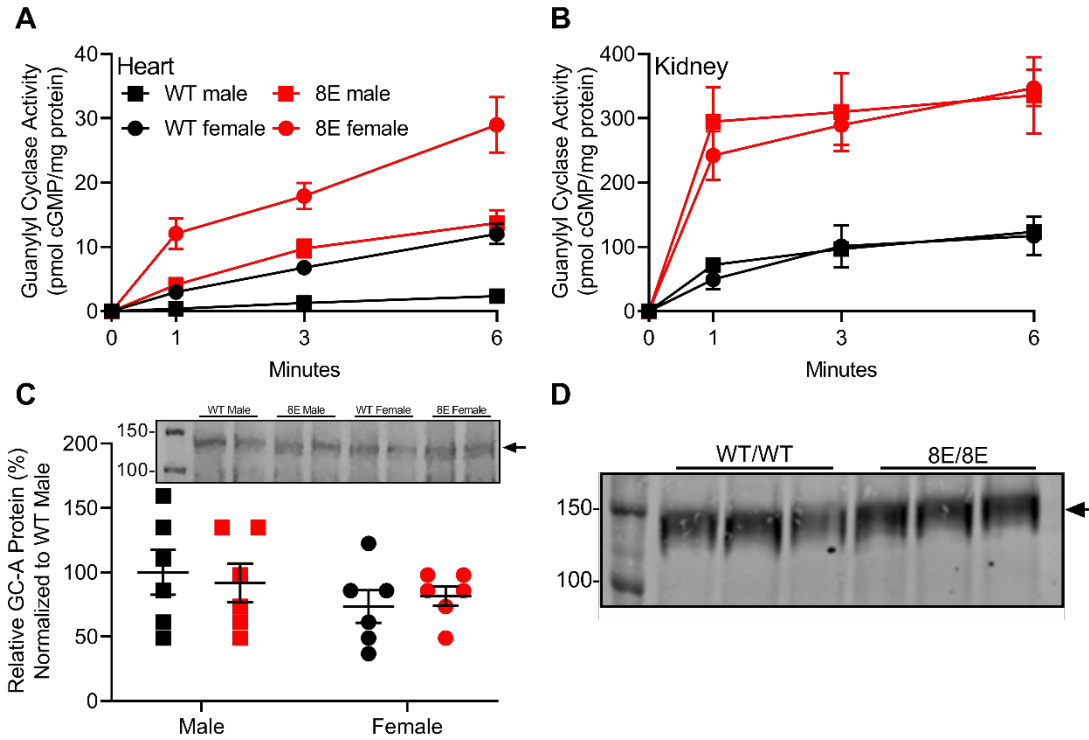 A
Heart
WT male
8E male
WT female
8E female
Guanylyl Cyclase Activity
(pmol cGMP/mg protein)
40
30
20
10
0
0 1 3 6
Minutes
B
Kidney
Guanylyl Cyclase Activity
(pmol cGMP/mg protein)
400
300
200
100
0
0 1 3 6
Minutes
C
WT Male 8E Male WT Female 8E Female
150
100
Relative GC-A Protein (%)
Normalized to WT Male
200
150
100
50
0
Male Female
D
WT/WT 8E/8E
150
100